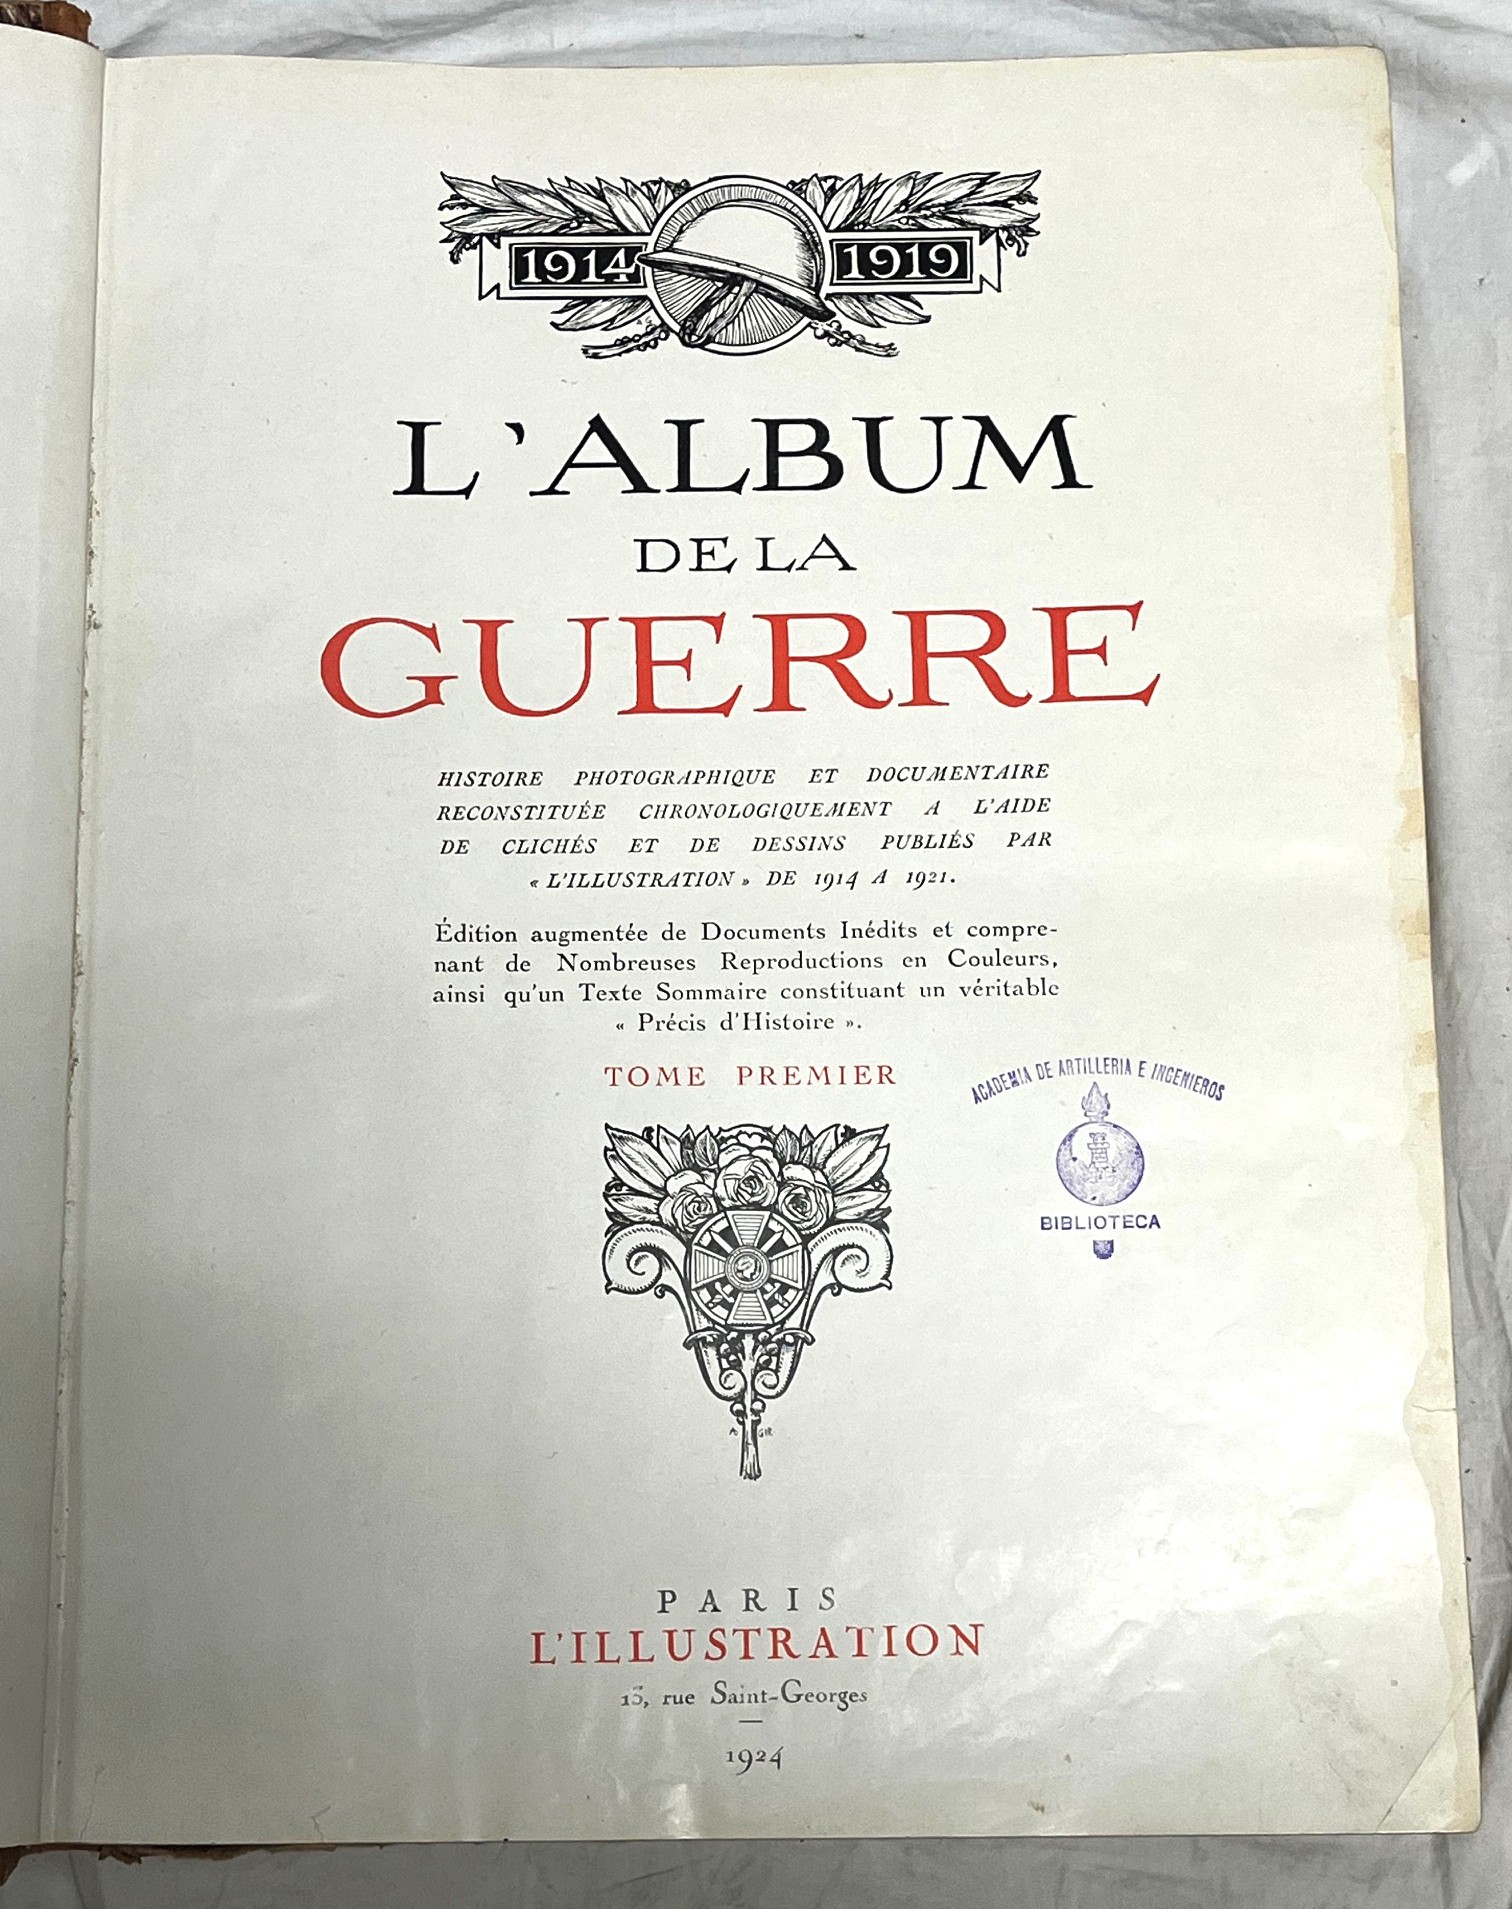 1914 1919
L'ALBUM
DE LA
GUERRE
HISTOIRE PHOTOGRAPHIQUE ET DOCUMENTAIRE
RECONSTITUÉE CHRONOLOGIQUEMENT A L'AIDE
DE CLICHÉS ET DE DESSINS PUBLIÉS PAR
« L'ILLUSTRATION » DE 1914 A 1921.
Édition augmentée de Documents Inédits et compre-
nant de Nombreuses Reproductions en Couleurs,
ainsi qu'un Texte Sommaire constituant un véritable
« Précis d'Histoire ».
TOME PREMIER
ACADEMIA DE ARTILLERIA E INGENIEROS
BIBLIOTECA
PARIS
L'ILLUSTRATION
13, rue Saint-Georges
1924